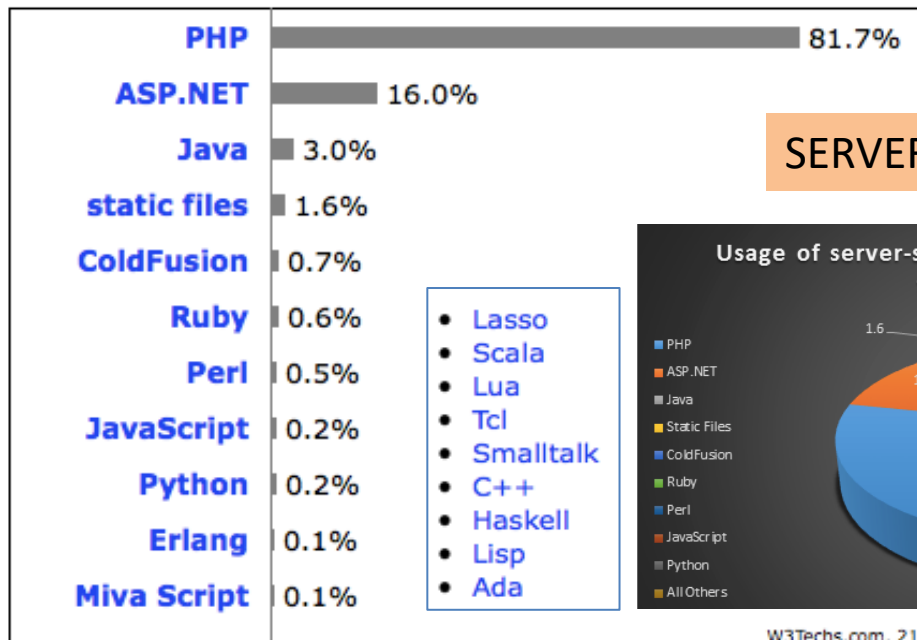 PHP 81.7%
ASP.NET 16.0%
Java 3.0%
static files 1.6%
ColdFusion 0.7%
Ruby 0.6%
Perl 0.5%
JavaScript 0.2%
Python 0.2%
Erlang 0.1%
Miva Script 0.1%
• Lasso
• Scala
• Lua
• Tcl
• Smalltalk
• C++
• Haskell
• Lisp
• Ada
SERVER
Usage of server-s
1.6
PHP
ASP.NET
Java
Static Files
ColdFusion
Ruby
Perl
JavaScript
Python
All Others
W3Techs.com, 21